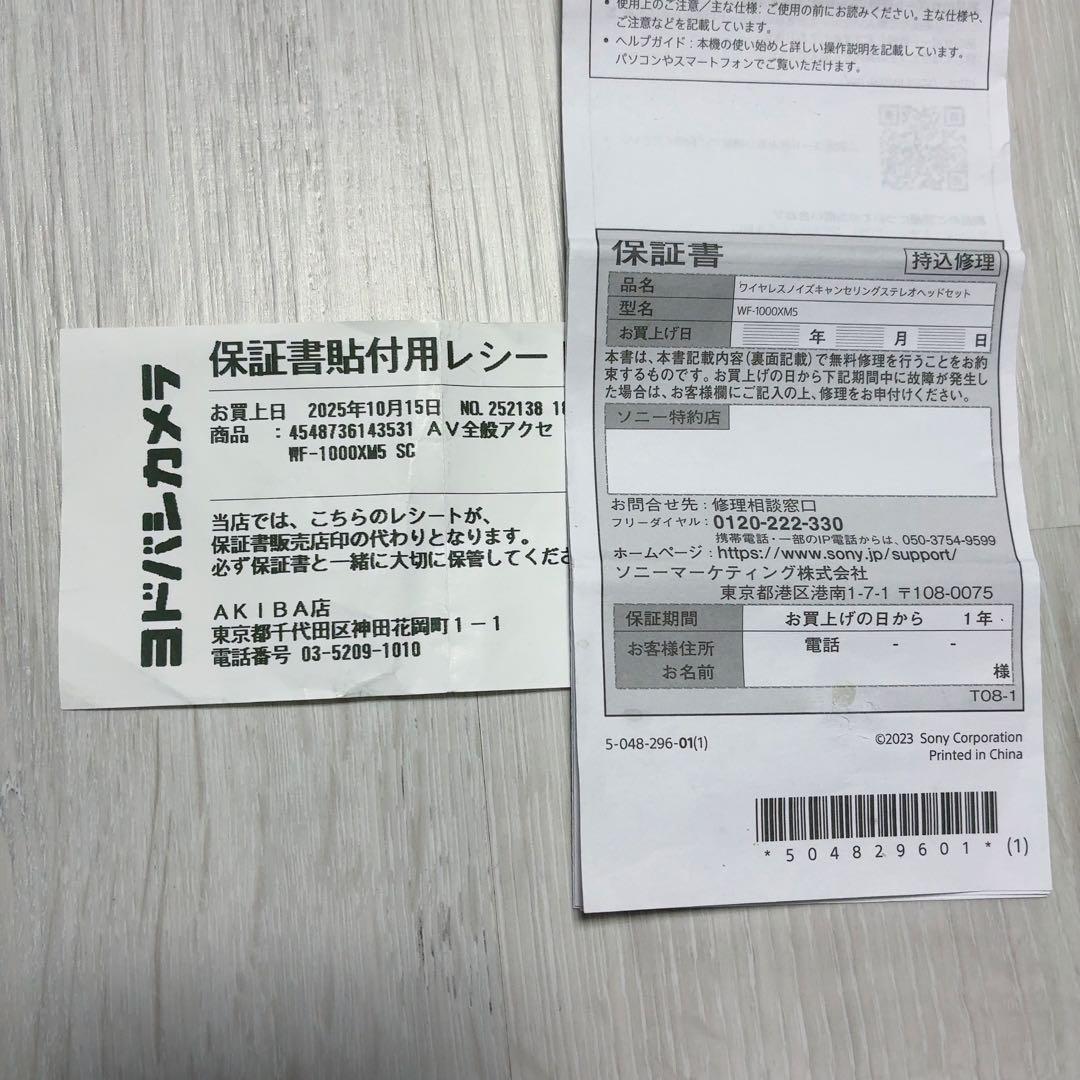 ヨドバシカメラ
保証書貼付用レシー
お買上日 2025年10月15日 NO.252138
商品 :4548736143531 AV全般アクセ
WF-1000XM5 SC
当店では、こちらのレシートが、
保証書販売店印の代わりとなります。
必ず保証書と一緒に大切に保管してくださ
AKIBA店
東京都千代田区神田花岡町1-1
電話番号 03-5209-1010
• 使用上のご注意/主な仕様:ご使用の前にお読みください。主な仕様や、
ご注意などを記載しています。
• ヘルプガイド:本機の使い始めと詳しい操作説明を記載しています。
パソコンやスマートフォンでご覧いただけます。
保証書 持込修理
品名 ワイヤレスノイズキャンセリングステレオヘッドセット
型名 WF-1000XM5
お買上げ日 年 月 日
本書は、本書記載内容(裏面記載)で無料修理を行うことをお約
束するものです。お買上げの日から下記期間中に故障が発生し
た場合は、お客様欄にご記入の上、修理をお申付けください。
ソニー特約店
お問合せ先:修理相談窓口
フリーダイヤル:0120-222-330
携帯電話・一部のIP電話からは、050-3754-9599
ホームページ:https://www.sony.jp/support/
ソニーマーケティング株式会社
東京都港区港南1-7-1 〒108-0075
保証期間 お買上げの日から 1年
お客様住所 電話 - -
お名前 様
T08-1
5-048-296-01(1)
©2023 Sony Corporation
Printed in China
*504829601* (1)